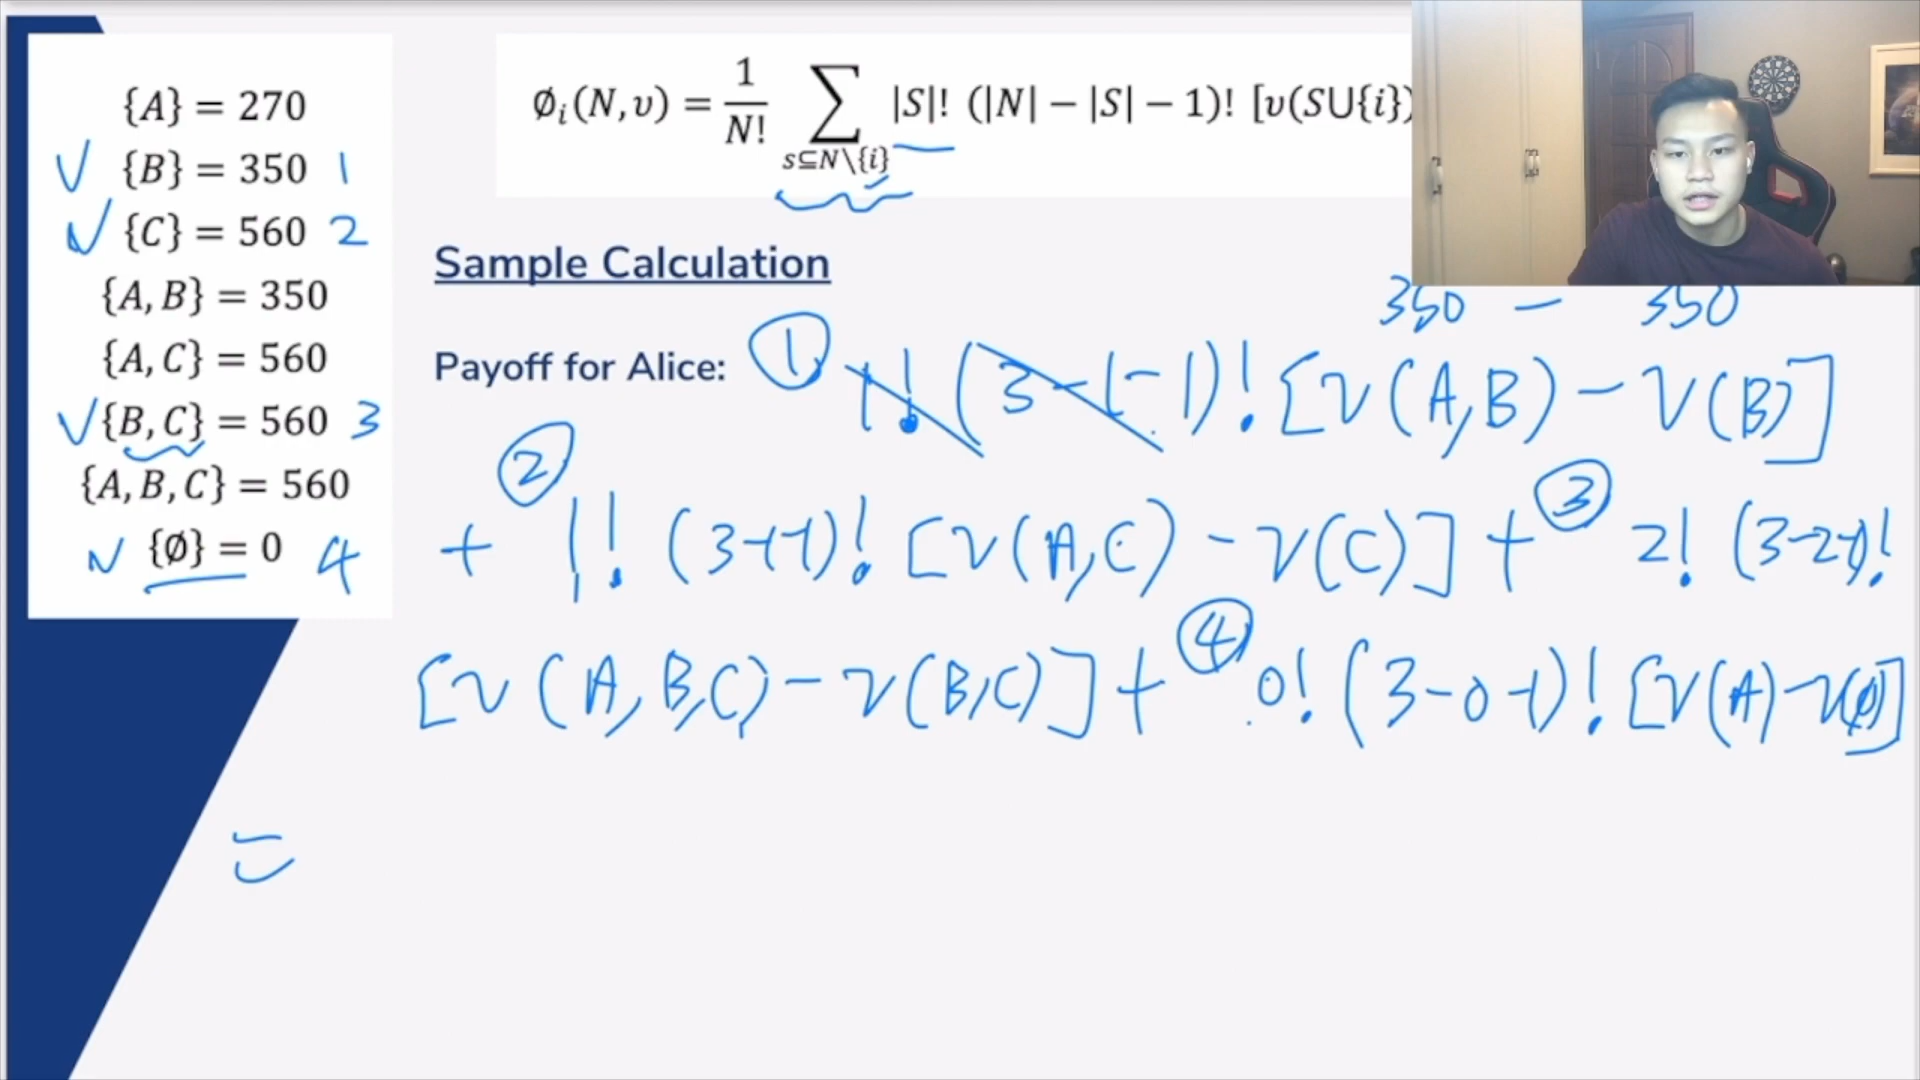 {A} = 270
{B} = 350 1
{C} = 560 2
{A, B} = 350
{A, C} = 560
{B, C} = 560 3
{A, B, C} = 560
{∅} = 0 4
∅ᵢ(N, υ) = 1/N! ∑ s⊆N\{i} |S|! (|N| − |S| − 1)! [υ(S∪{i})
Sample Calculation
350 − 350
Payoff for Alice: ① 1! (3−1−1)! [V(A,B) − V(B)]
+ ② 1! (3-1-1)! [V(A,C) − V(C)] + ③ 2! (3-2-1)!
[V(A,B,C) − V(B,C)] + ④ 0! (3-0-1)! [V(A)−V(∅)]
=